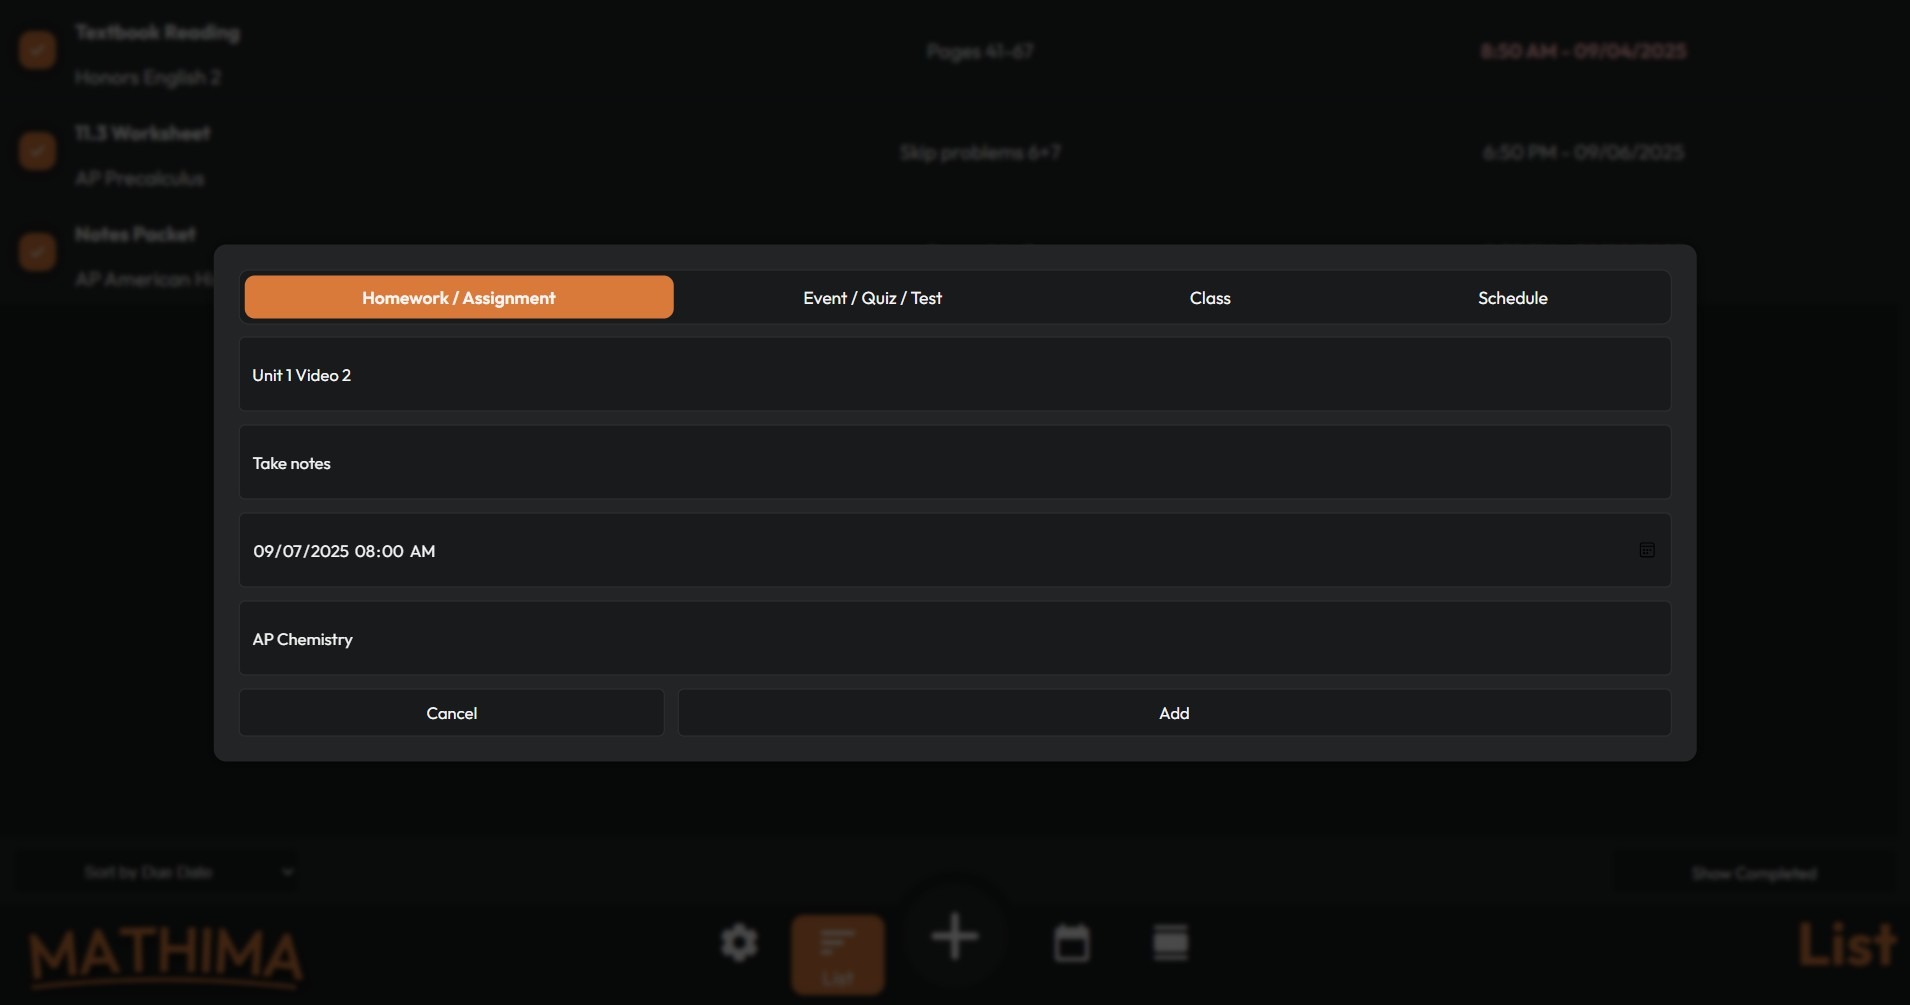 Textbook Reading
Honors English 2
Pages 41-67
8:50 AM - 09/04/2025
11.3 Worksheet
AP Precalculus
Skip problems 6+7
6:50 PM - 09/06/2025
Notes Packet
AP American Hi
Homework / Assignment
Event / Quiz / Test
Class
Schedule
Unit 1 Video 2
Take notes
09/07/2025 08:00 AM
AP Chemistry
Cancel
Add
Sort by Due Date
Show Completed
MATHIMA
List
List